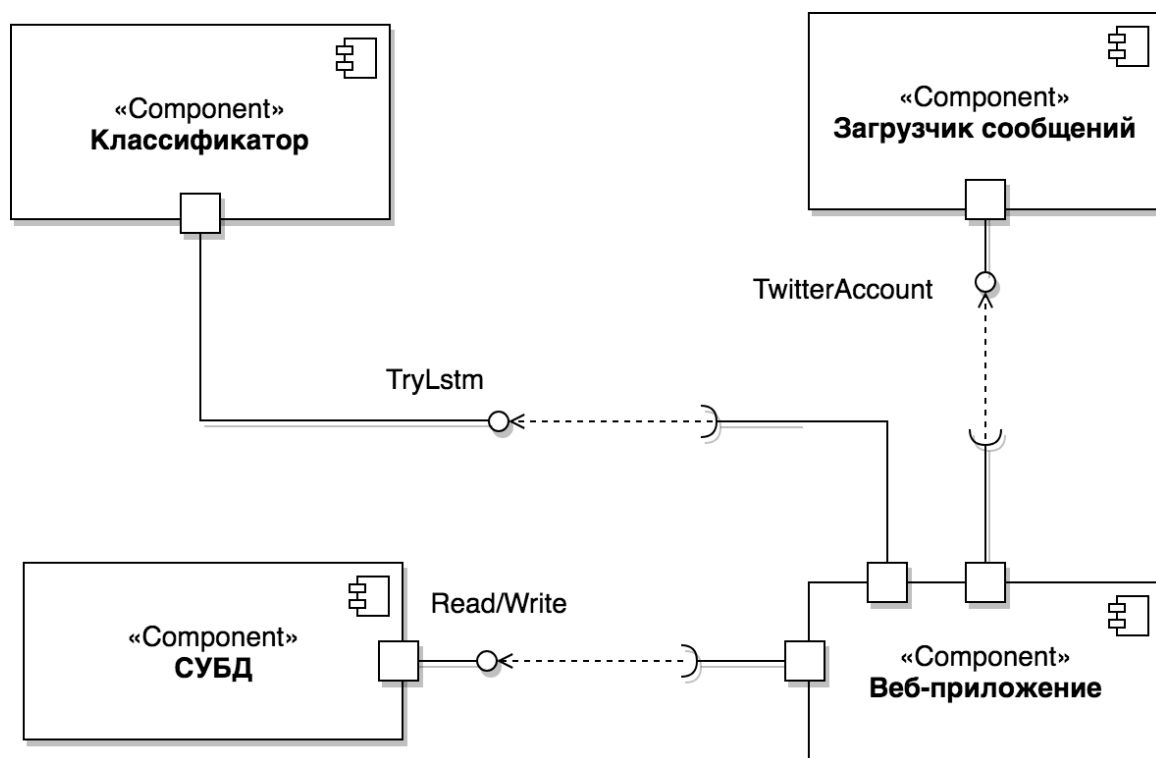 «Component»
Классификатор
«Component»
Загрузчик сообщений
TwitterAccount
TryLstm
Read/Write
«Component»
СУБД
«Component»
Веб-приложение